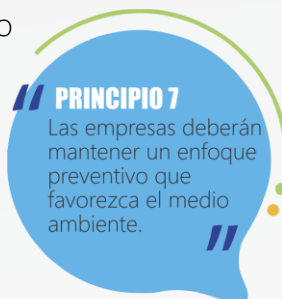 O
PRINCIPIO 7
Las empresas deberán
mantener un enfoque
preventivo que
favorezca el medio
ambiente.